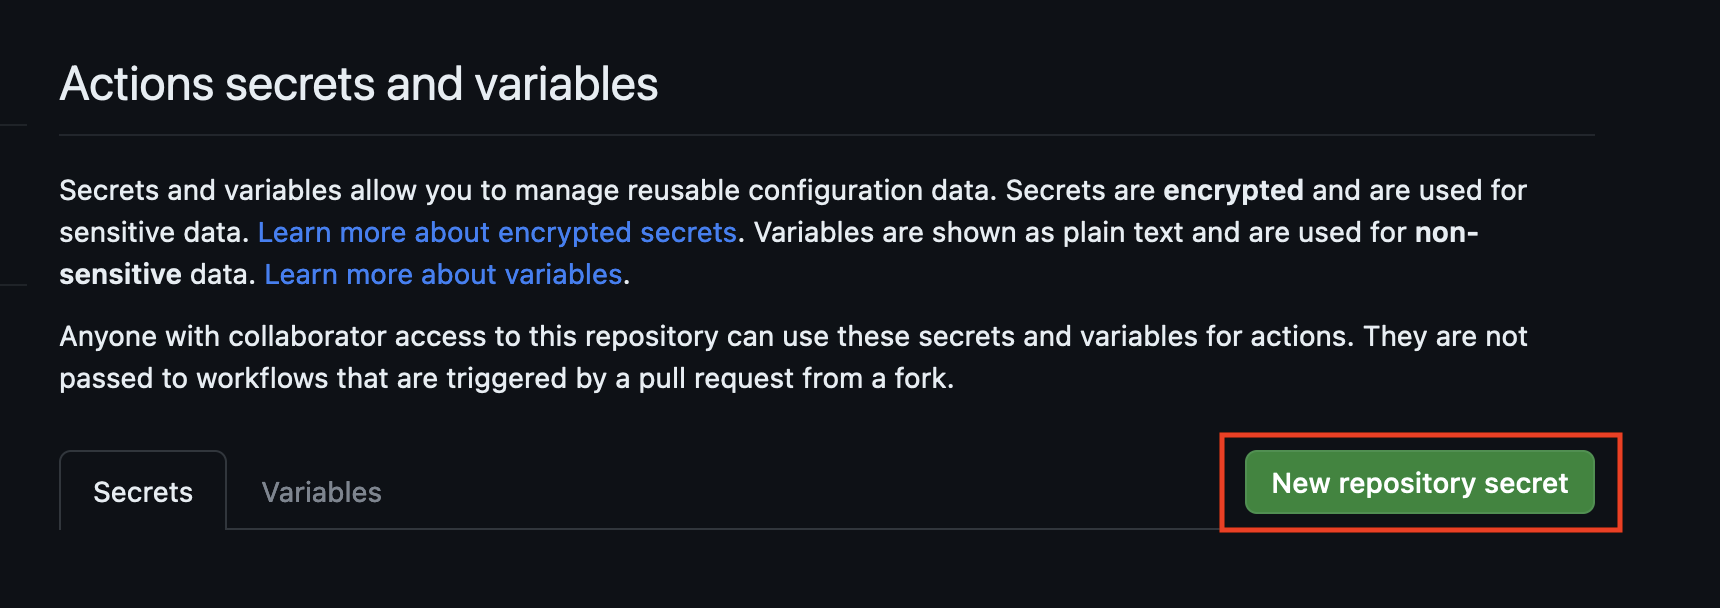 Actions secrets and variables
Secrets and variables allow you to manage reusable configuration data. Secrets are encrypted and are used for
sensitive data. Learn more about encrypted secrets. Variables are shown as plain text and are used for non-
sensitive data. Learn more about variables.
Anyone with collaborator access to this repository can use these secrets and variables for actions. They are not
passed to workflows that are triggered by a pull request from a fork.
Secrets Variables New repository secret